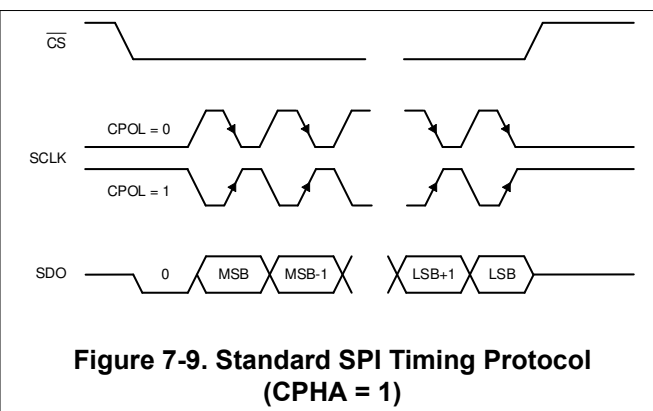 CS
CPOL = 0
SCLK
CPOL = 1
SDO
0 MSB MSB-1 LSB+1 LSB
Figure 7-9. Standard SPI Timing Protocol
(CPHA = 1)